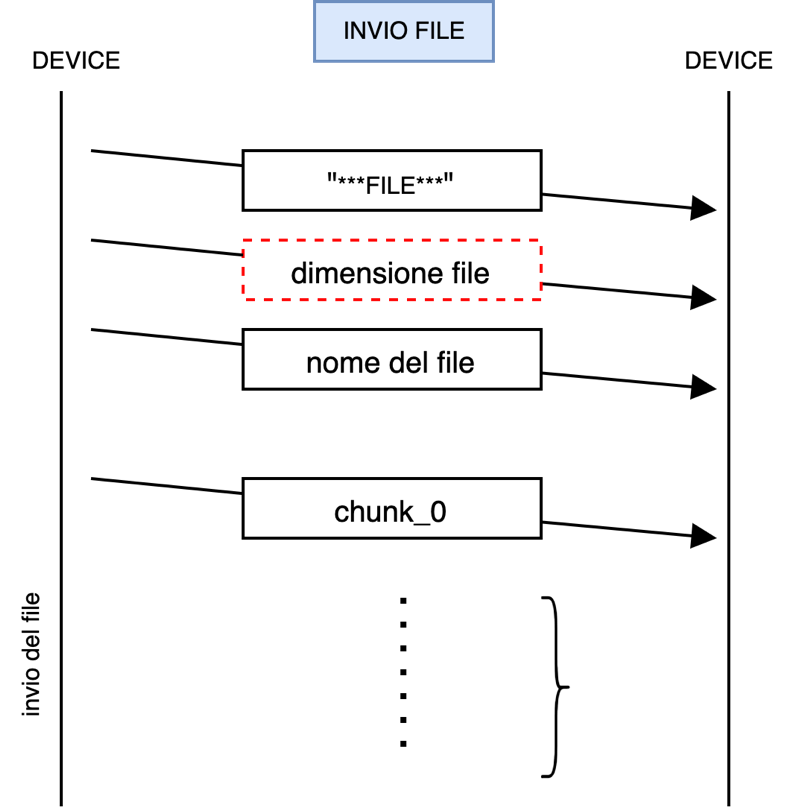 INVIO FILE
DEVICE
DEVICE
"***FILE***"
dimensione file
nome del file
chunk_0
invio del file